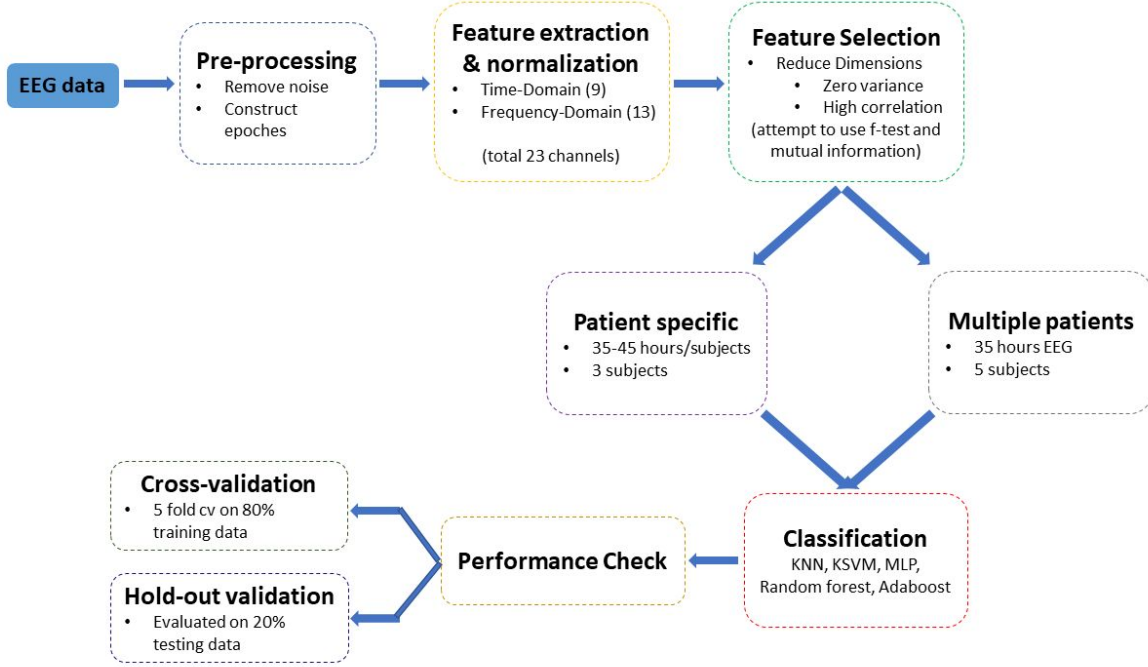 EEG data
Pre-processing
• Remove noise
• Construct
epoches
Feature extraction
& normalization
• Time-Domain (9)
• Frequency-Domain (13)
(total 23 channels)
Feature Selection
• Reduce Dimensions
• Zero variance
• High correlation
(attempt to use f-test and
mutual information)
Patient specific
• 35-45 hours/subjects
• 3 subjects
Multiple patients
• 35 hours EEG
• 5 subjects
Classification
KNN, KSVM, MLP,
Random forest, Adaboost
Performance Check
Cross-validation
• 5 fold cv on 80%
training data
Hold-out validation
• Evaluated on 20%
testing data